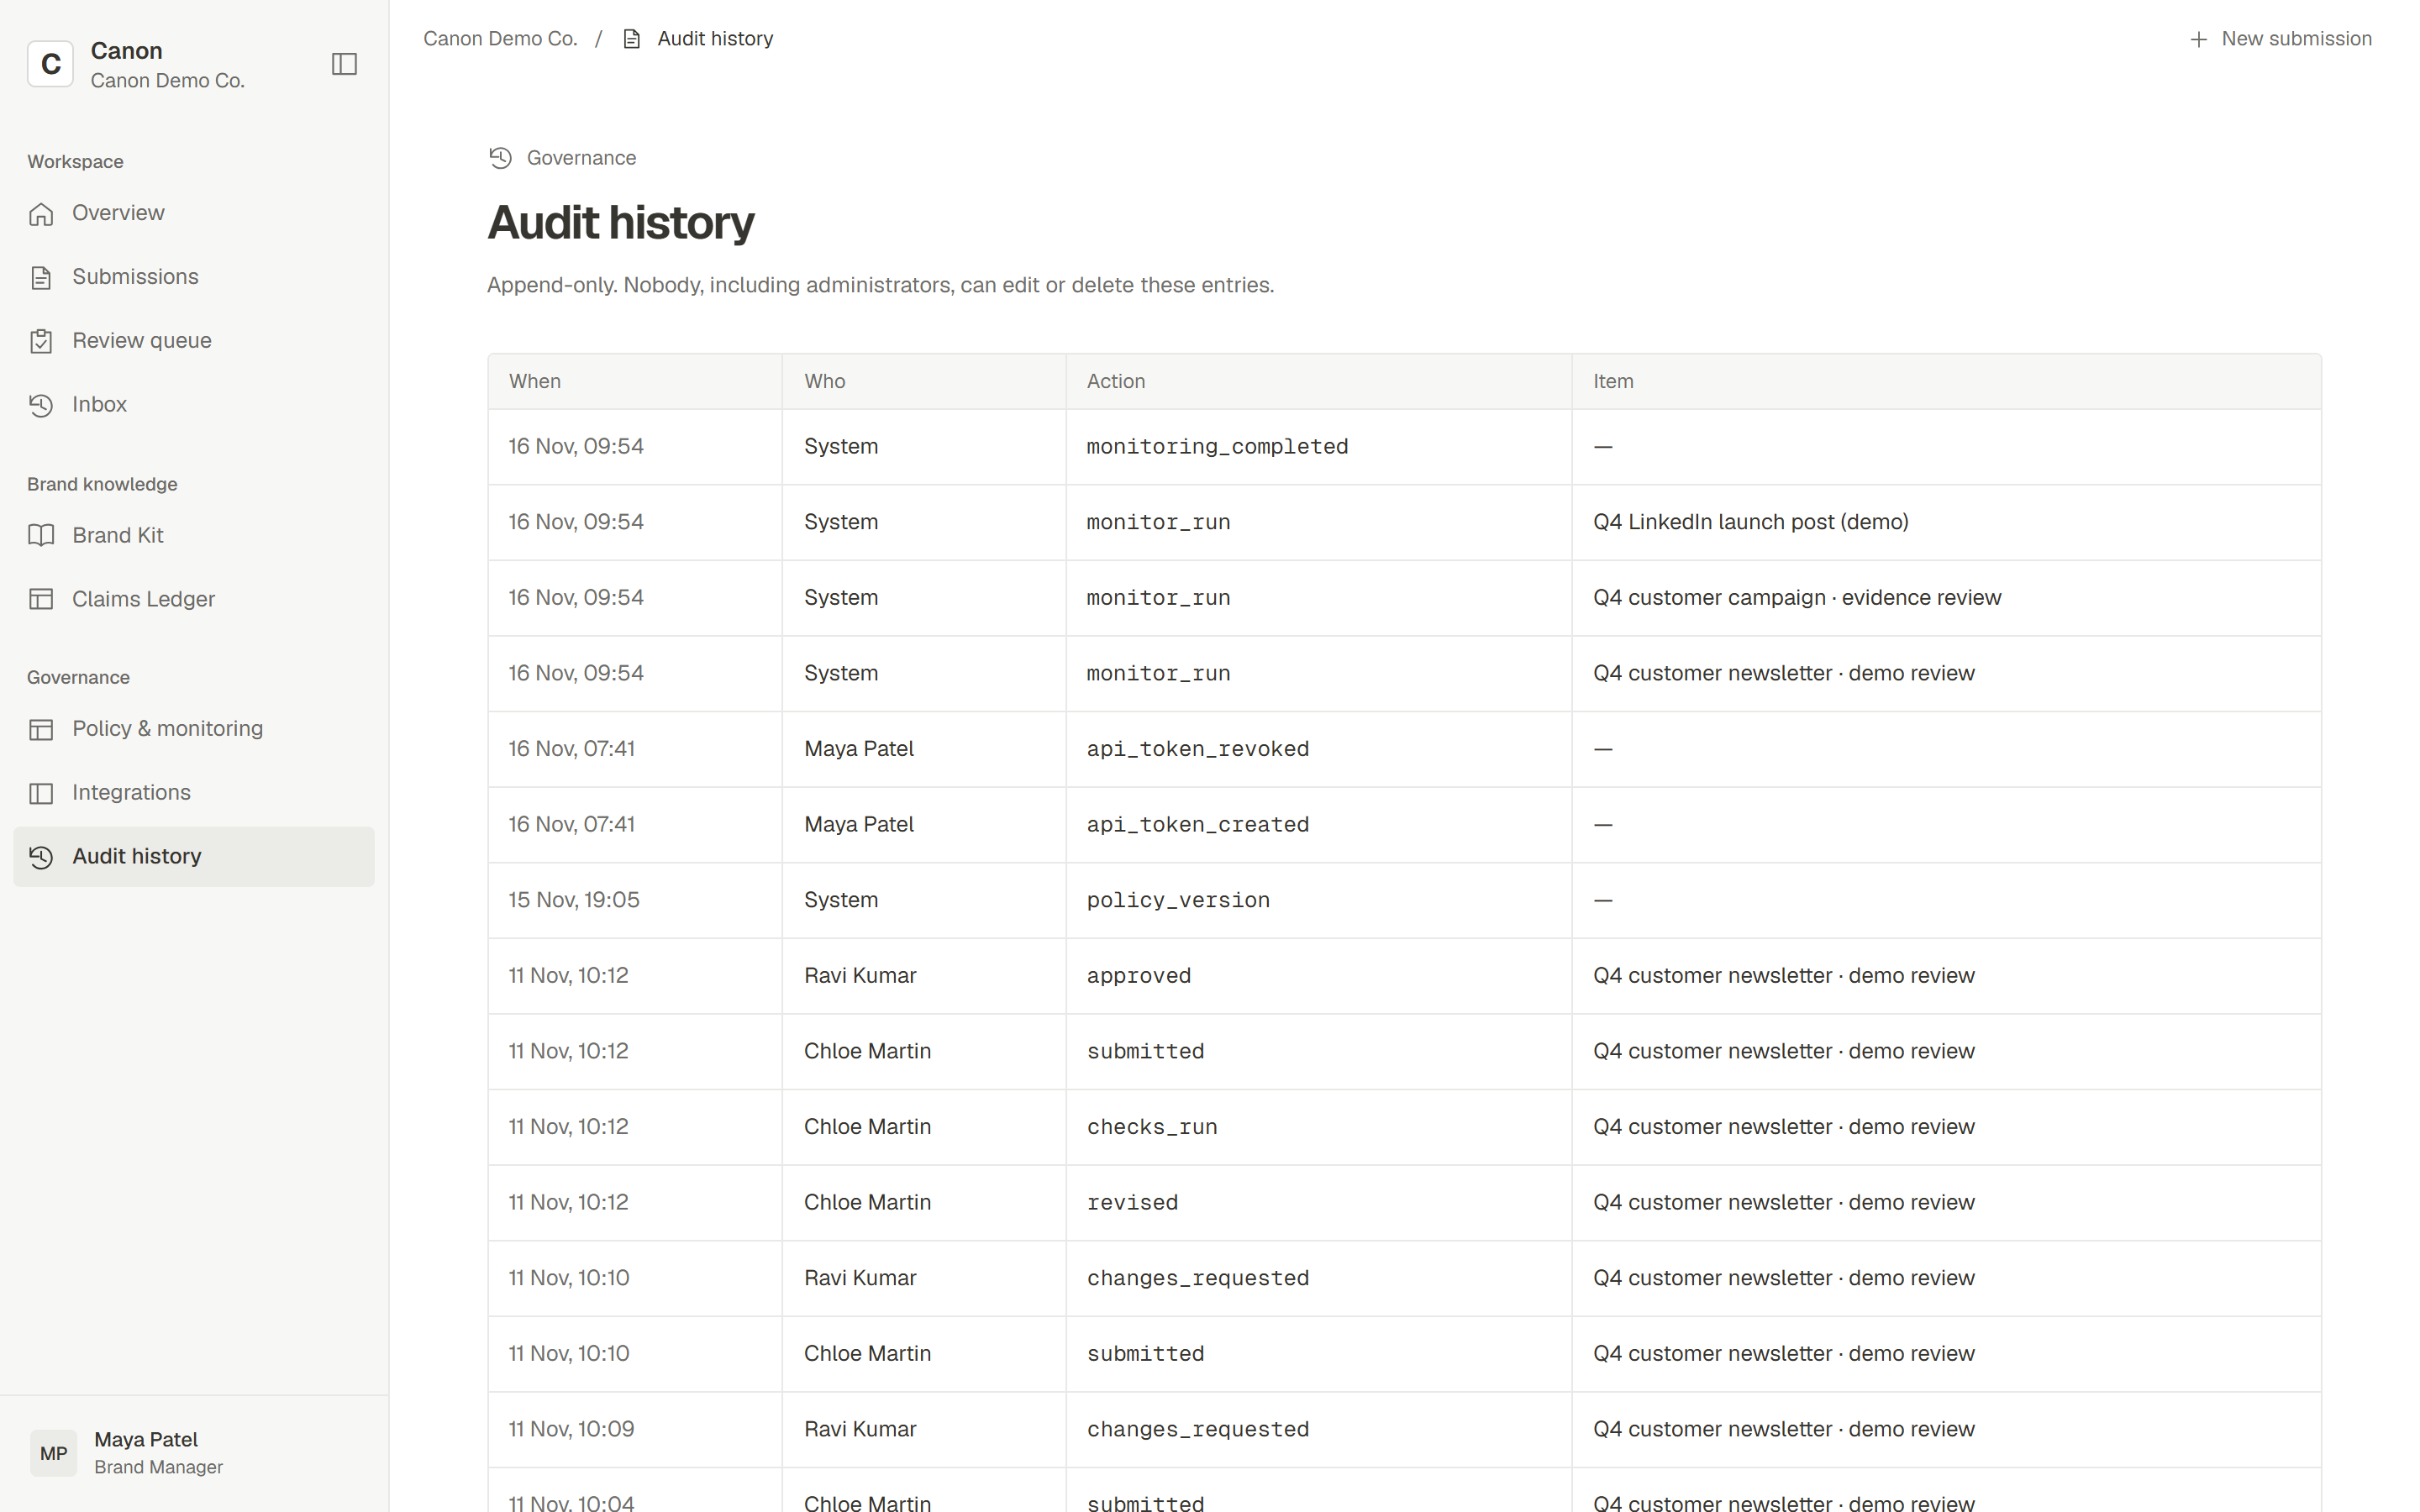 C
Canon
Canon Demo Co.
Workspace
Overview
Submissions
Review queue
Inbox
Brand knowledge
Brand Kit
Claims Ledger
Governance
Policy & monitoring
Integrations
Audit history
MP
Maya Patel
Brand Manager
Canon Demo Co. / Audit history
+ New submission
Governance
Audit history
Append-only. Nobody, including administrators, can edit or delete these entries.
When Who Action Item
16 Nov, 09:54 System monitoring_completed —
16 Nov, 09:54 System monitor_run Q4 LinkedIn launch post (demo)
16 Nov, 09:54 System monitor_run Q4 customer campaign · evidence review
16 Nov, 09:54 System monitor_run Q4 customer newsletter · demo review
16 Nov, 07:41 Maya Patel api_token_revoked —
16 Nov, 07:41 Maya Patel api_token_created —
15 Nov, 19:05 System policy_version —
11 Nov, 10:12 Ravi Kumar approved Q4 customer newsletter · demo review
11 Nov, 10:12 Chloe Martin submitted Q4 customer newsletter · demo review
11 Nov, 10:12 Chloe Martin checks_run Q4 customer newsletter · demo review
11 Nov, 10:12 Chloe Martin revised Q4 customer newsletter · demo review
11 Nov, 10:10 Ravi Kumar changes_requested Q4 customer newsletter · demo review
11 Nov, 10:10 Chloe Martin submitted Q4 customer newsletter · demo review
11 Nov, 10:09 Ravi Kumar changes_requested Q4 customer newsletter · demo review
11 Nov, 10:04 Chloe Martin submitted Q4 customer newsletter · demo review